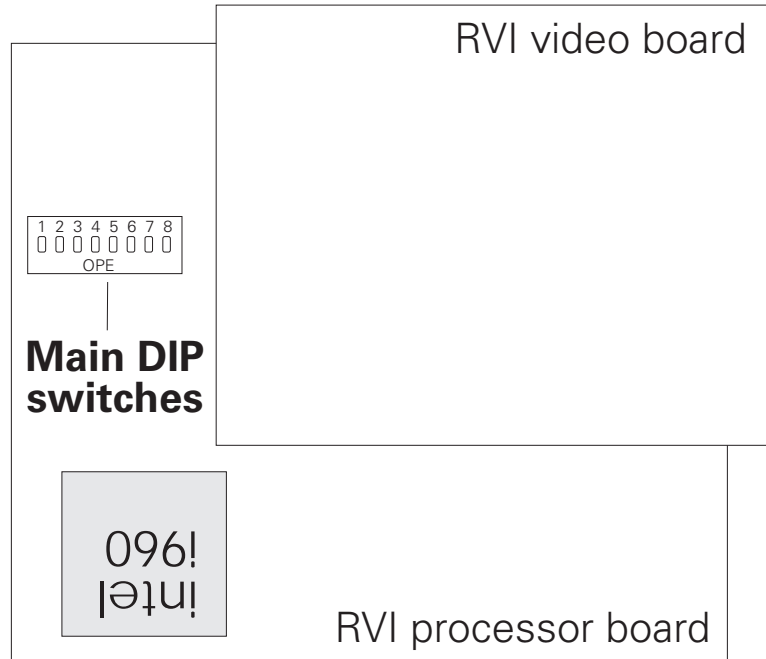 RVI video board
1 2 3 4 5 6 7 8
OPE
Main DIP
switches
intel
i960
RVI processor board